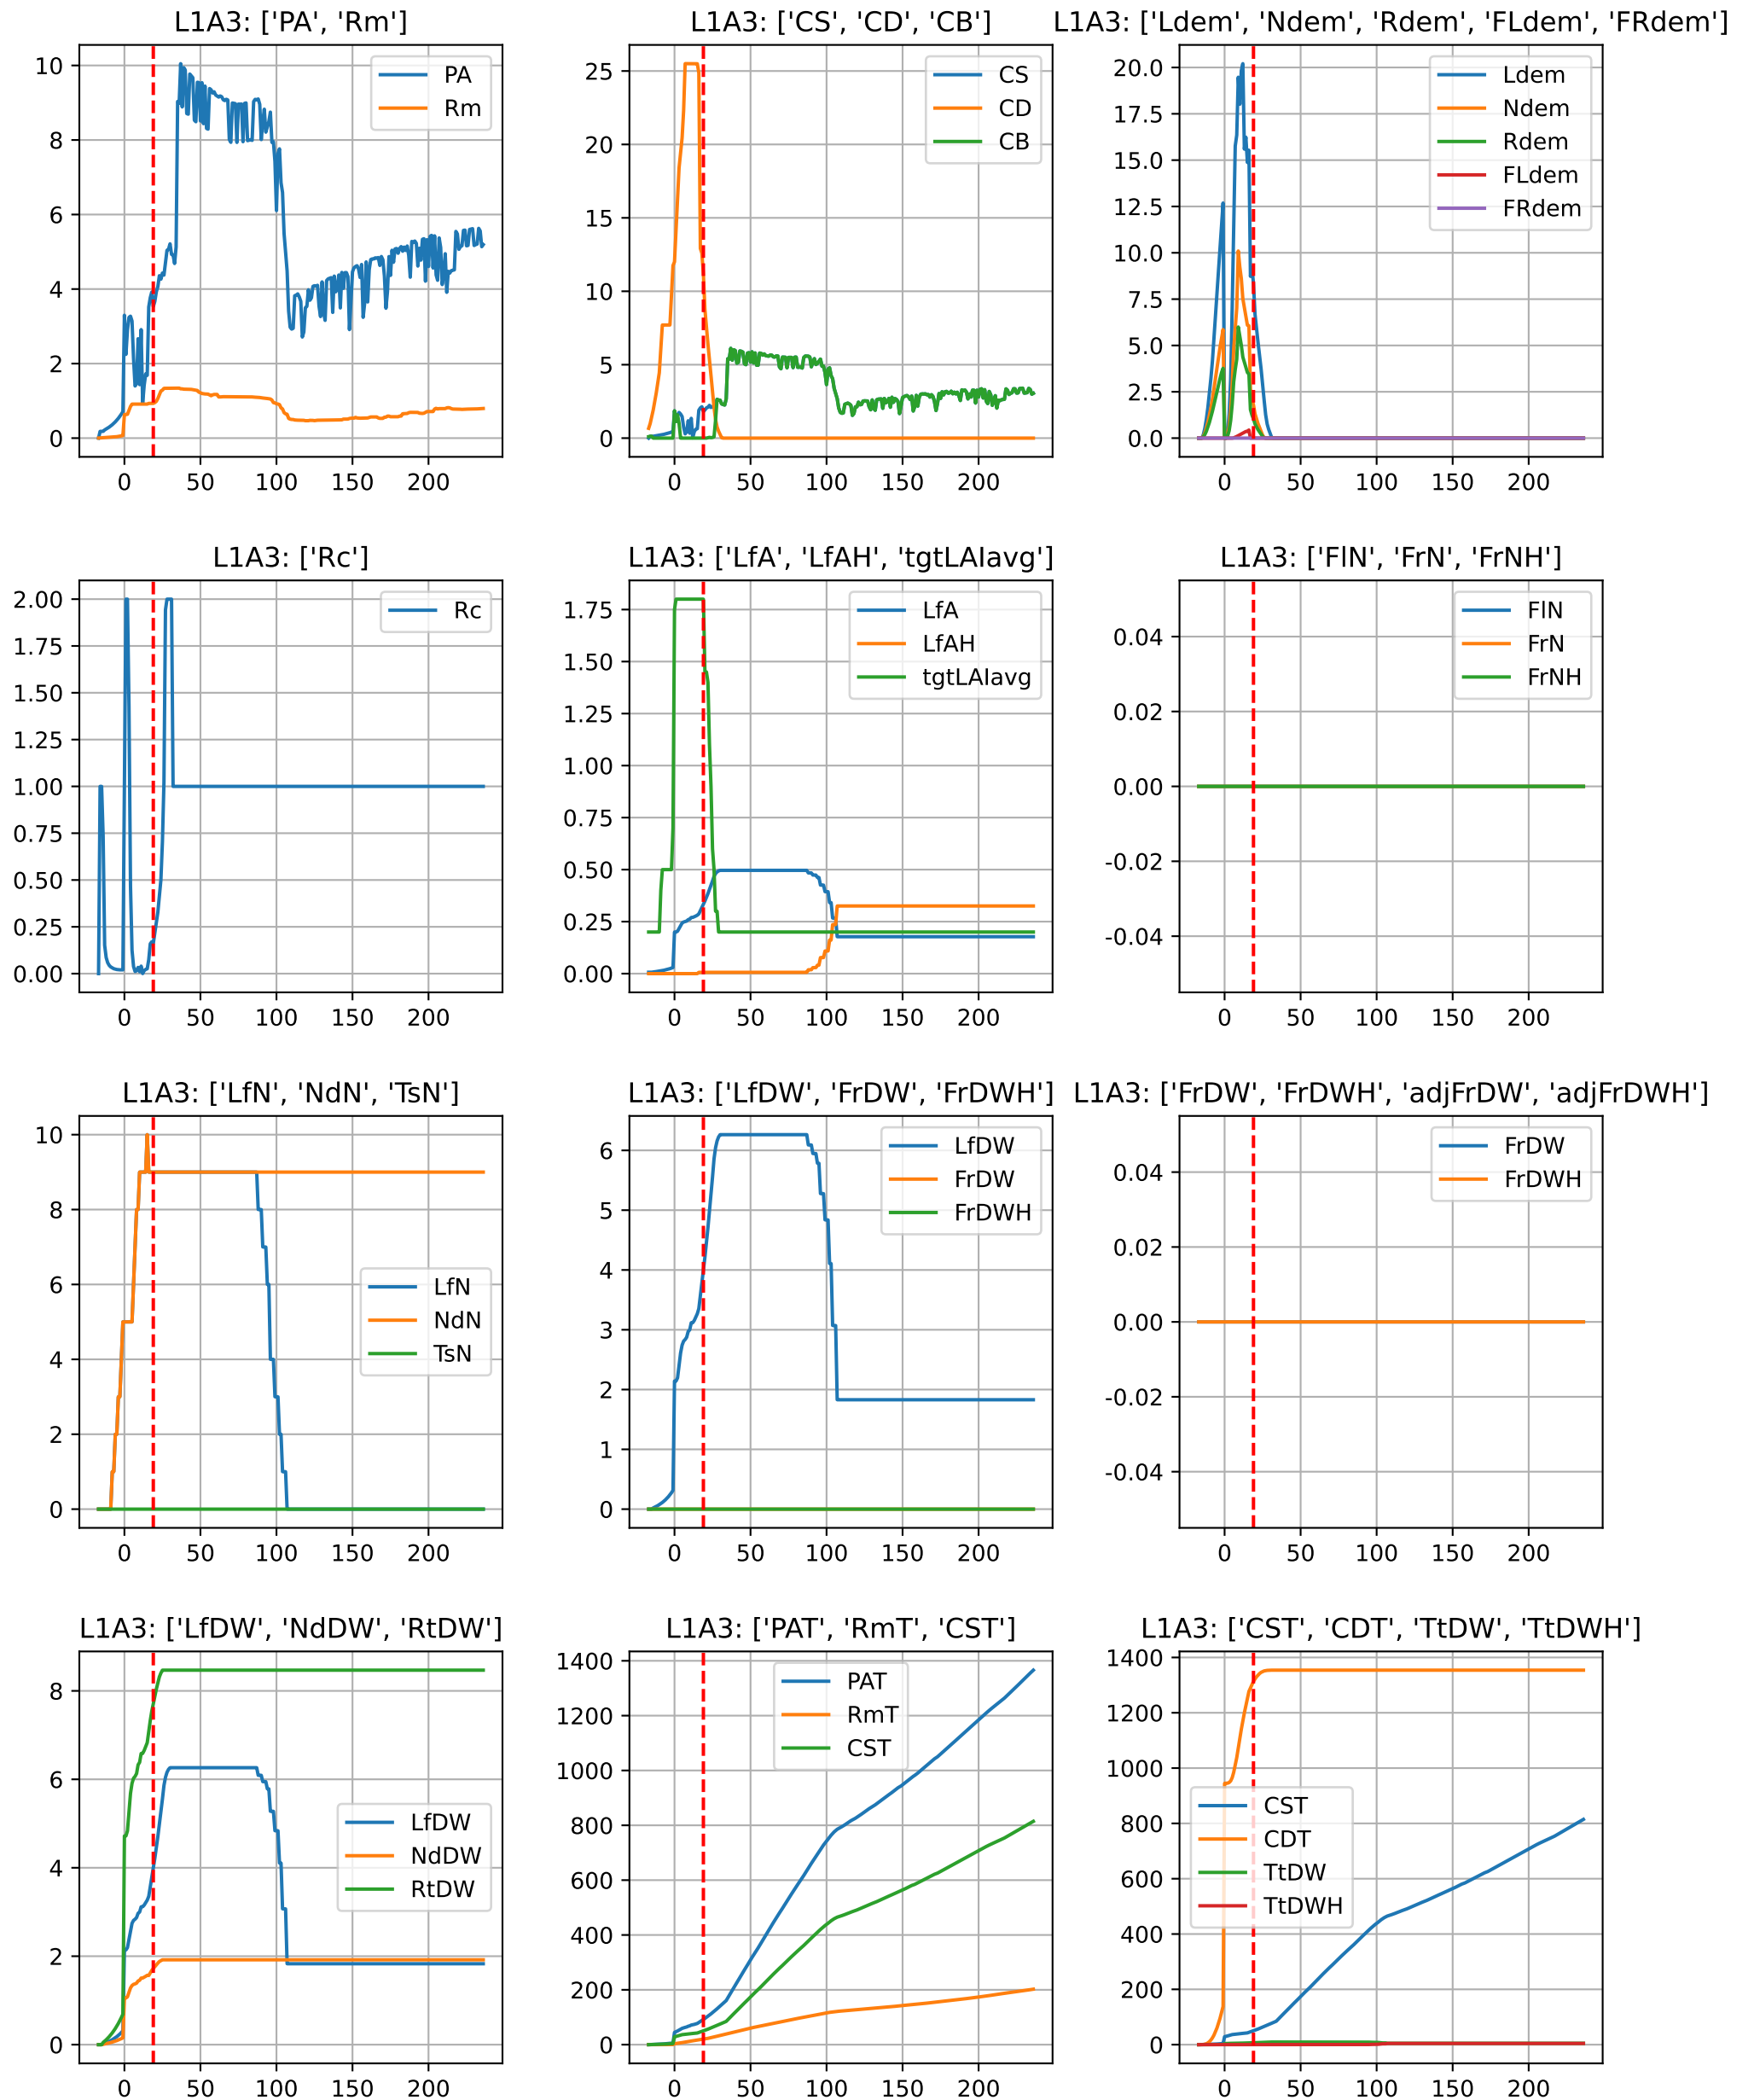 L1A3: ['PA', 'Rm']
10
8
6
4
2
0
0 50 100 150 200
PA
Rm
L1A3: ['CS', 'CD', 'CB']
25
20
15
10
5
0
0 50 100 150 200
CS
CD
CB
L1A3: ['Ldem', 'Ndem', 'Rdem', 'FLdem', 'FRdem']
20.0
17.5
15.0
12.5
10.0
7.5
5.0
2.5
0.0
0 50 100 150 200
Ldem
Ndem
Rdem
FLdem
FRdem
L1A3: ['Rc']
2.00
1.75
1.50
1.25
1.00
0.75
0.50
0.25
0.00
0 50 100 150 200
Rc
L1A3: ['LfA', 'LfAH', 'tgtLAIavg']
1.75
1.50
1.25
1.00
0.75
0.50
0.25
0.00
0 50 100 150 200
LfA
LfAH
tgtLAIavg
L1A3: ['FlN', 'FrN', 'FrNH']
0.04
0.02
0.00
-0.02
-0.04
0 50 100 150 200
FlN
FrN
FrNH
L1A3: ['LfN', 'NdN', 'TsN']
10
8
6
4
2
0
0 50 100 150 200
LfN
NdN
TsN
L1A3: ['LfDW', 'FrDW', 'FrDWH']
6
5
4
3
2
1
0
0 50 100 150 200
LfDW
FrDW
FrDWH
L1A3: ['FrDW', 'FrDWH', 'adjFrDW', 'adjFrDWH']
0.04
0.02
0.00
-0.02
-0.04
0 50 100 150 200
FrDW
FrDWH
L1A3: ['LfDW', 'NdDW', 'RtDW']
8
6
4
2
0
0 50 100 150 200
LfDW
NdDW
RtDW
L1A3: ['PAT', 'RmT', 'CST']
1400
1200
1000
800
600
400
200
0
0 50 100 150 200
PAT
RmT
CST
L1A3: ['CST', 'CDT', 'TtDW', 'TtDWH']
1400
1200
1000
800
600
400
200
0
0 50 100 150 200
CST
CDT
TtDW
TtDWH